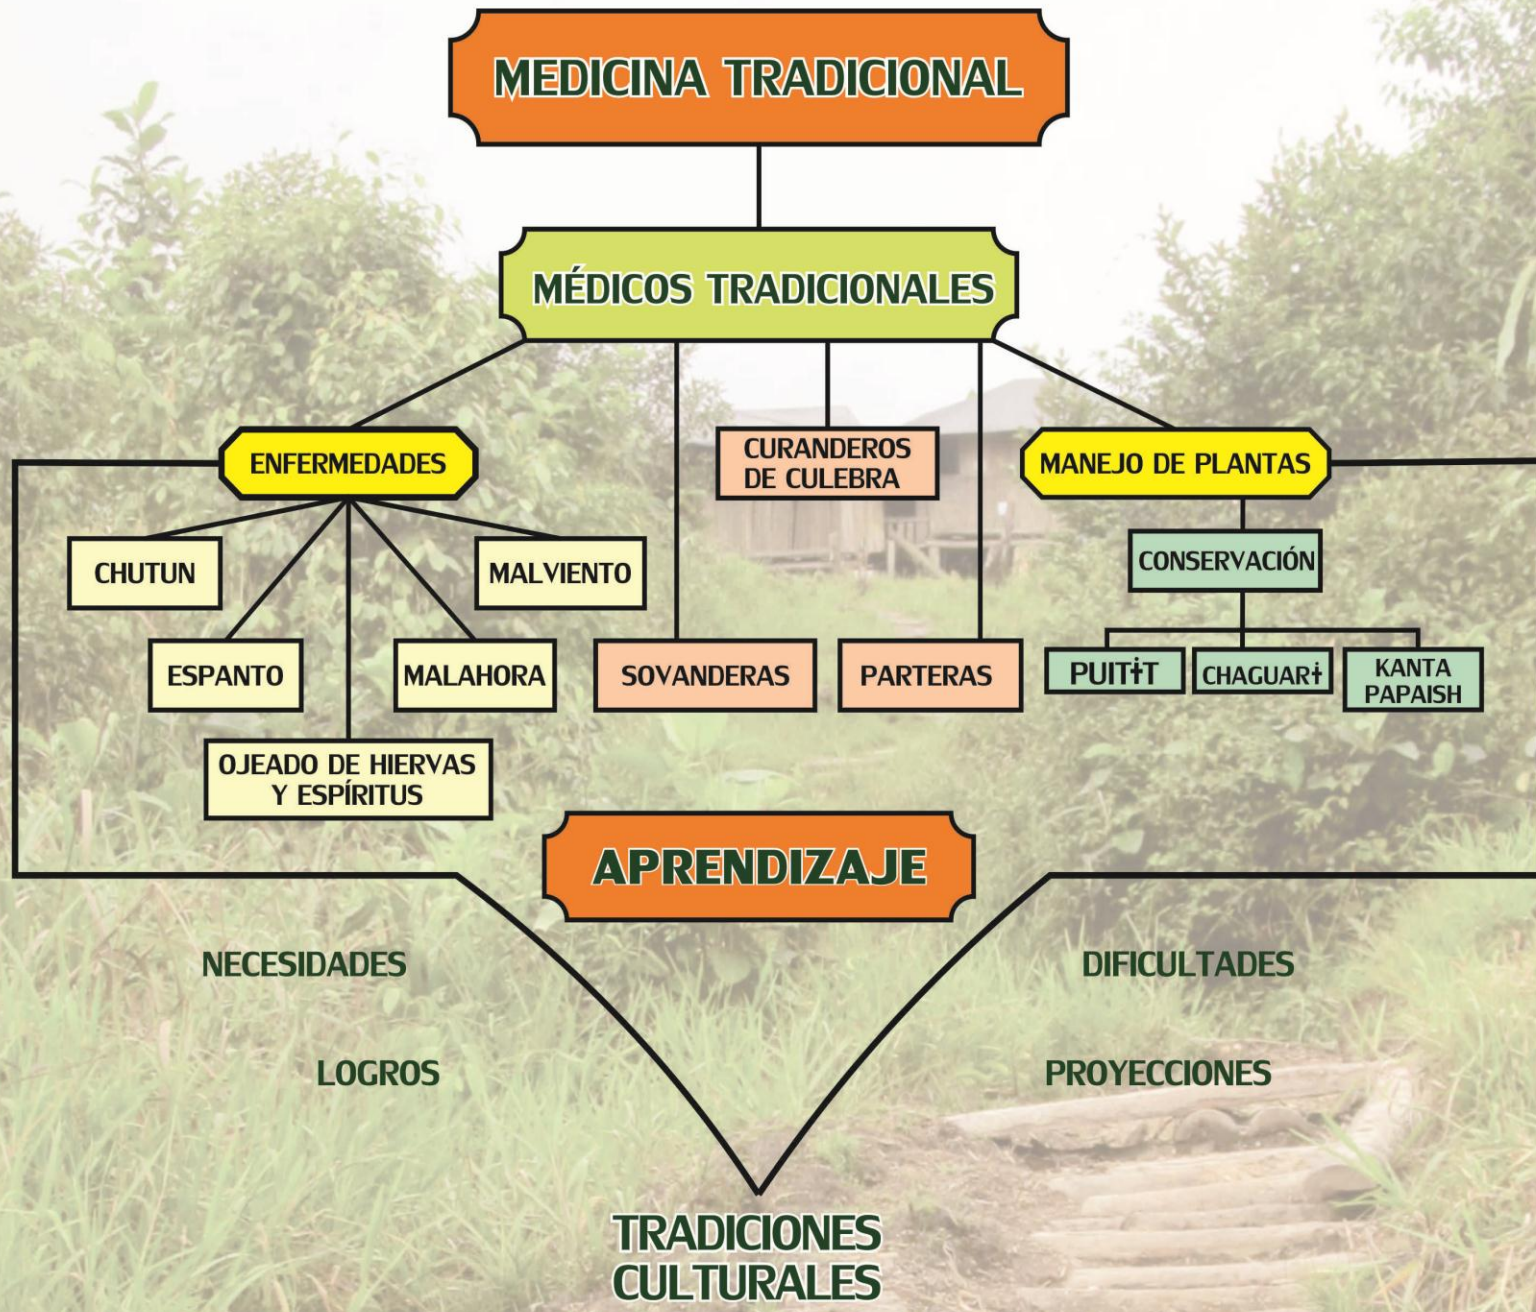 MEDICINA TRADICIONAL
MÉDICOS TRADICIONALES
ENFERMEDADES
CURANDEROS
DE CULEBRA
MANEJO DE PLANTAS
CHUTUN
MALVIENTO
CONSERVACIÓN
ESPANTO
MALAHORA
SOVANDERAS
PARTERAS
PUITɨT
CHAGUARɨ
KANTA
PAPAISH
OJEADO DE HIERVAS
Y ESPÍRITUS
APRENDIZAJE
NECESIDADES
DIFICULTADES
LOGROS
PROYECCIONES
TRADICIONES
CULTURALES